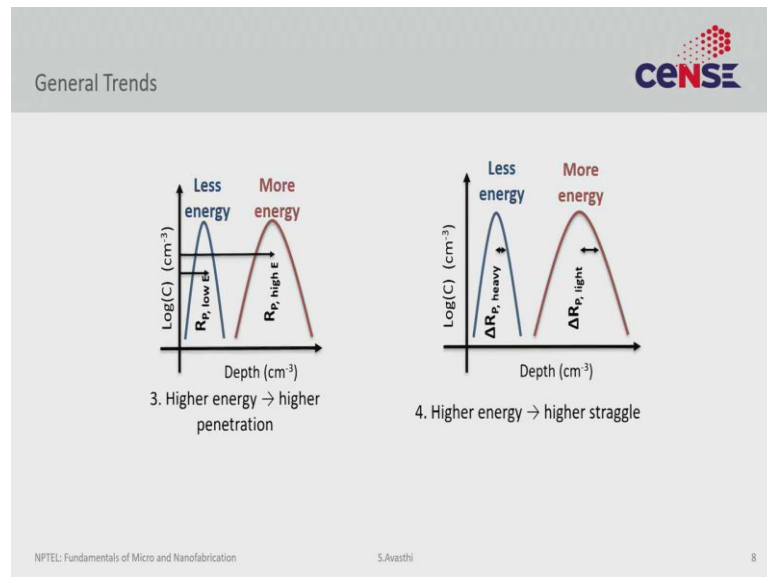 General Trends
CeNSE
Less
energy
More
energy
Log(C) (cm-3)
RP, low E
RP, high E
Depth (cm-3)
3. Higher energy → higher
penetration
Less
energy
More
energy
Log(C) (cm-3)
ΔRP, heavy
ΔRP, light
Depth (cm-3)
4. Higher energy → higher straggle
NPTEL: Fundamentals of Micro and Nanofabrication
S.Avasthi
8